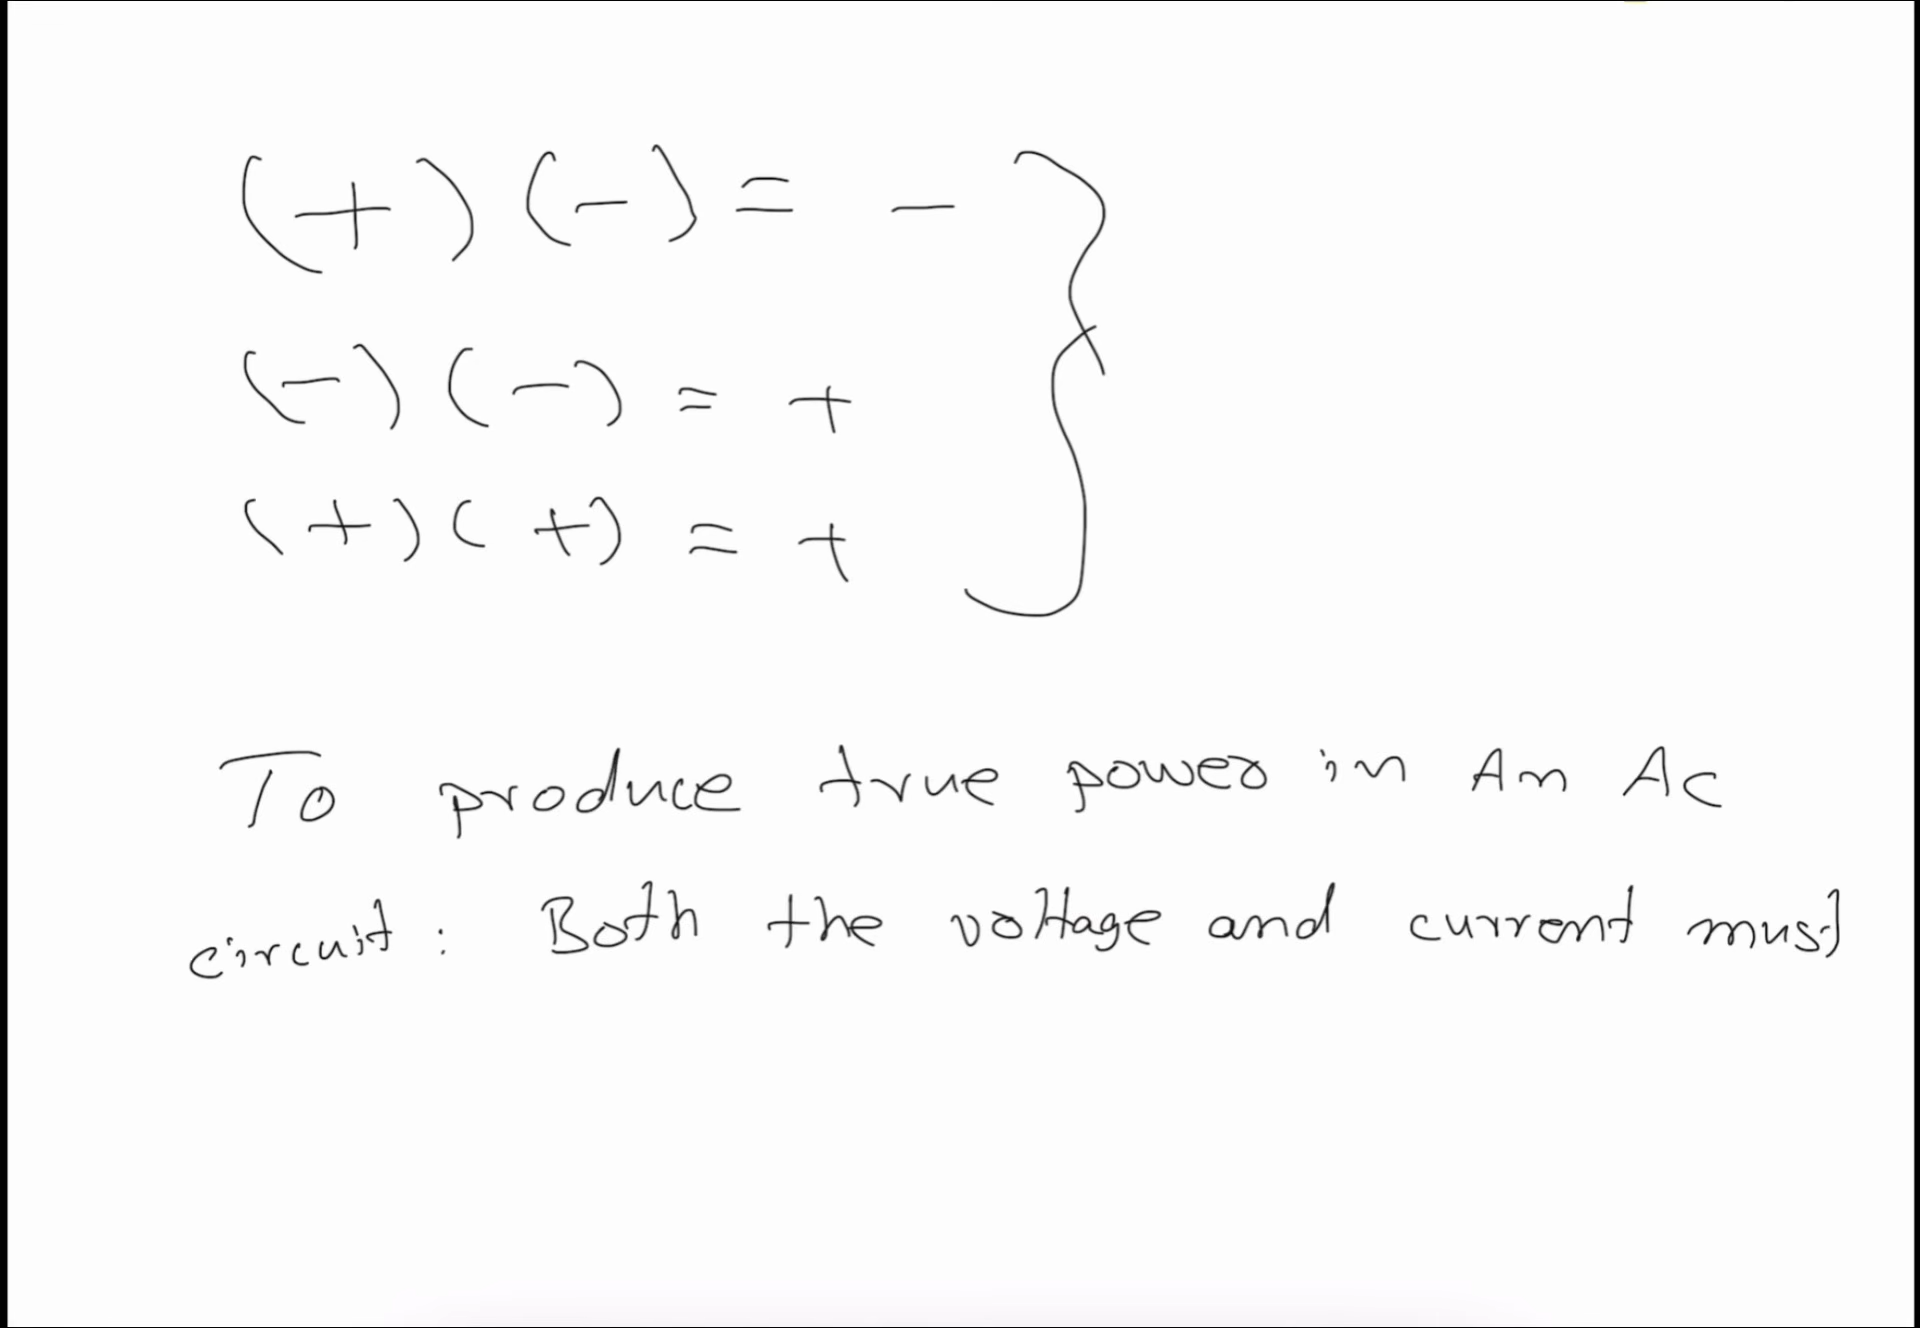 (+) (-) = -
(-) (-) = +
(+) (+) = +
To produce true power in An Ac
circuit : Both the voltage and current must